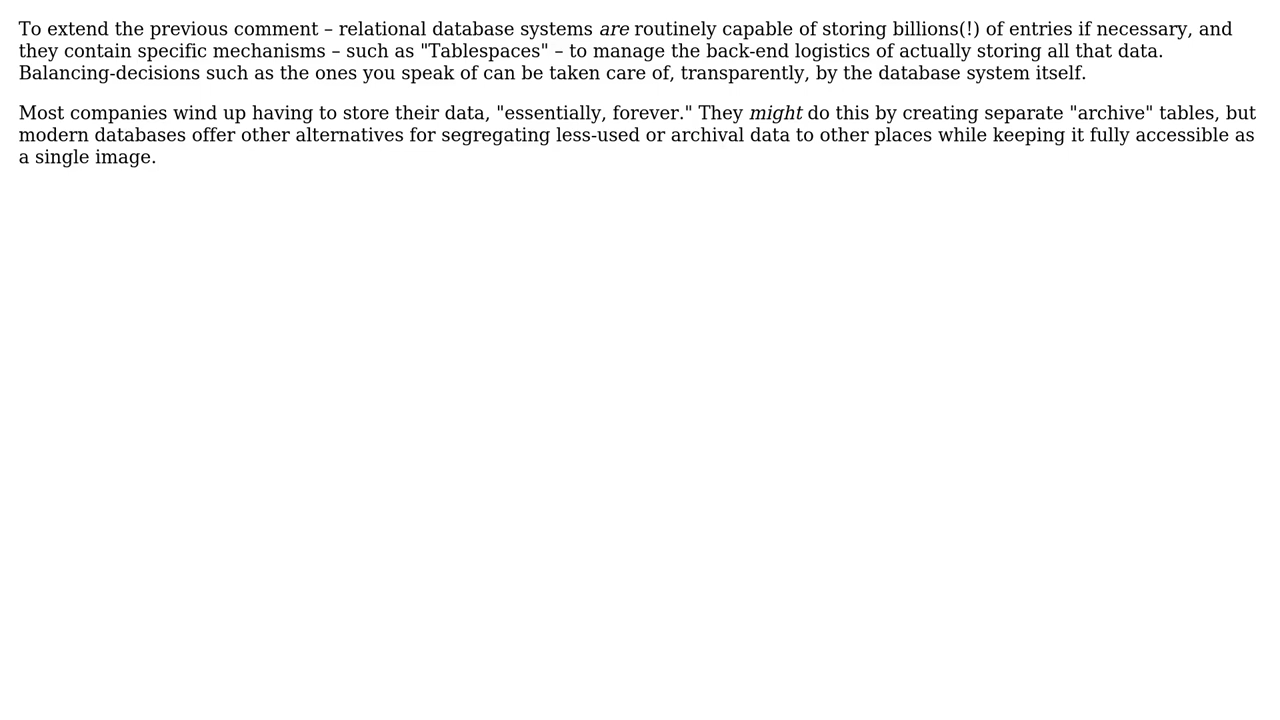 To extend the previous comment – relational database systems are routinely capable of storing billions(!) of entries if necessary, and
they contain specific mechanisms – such as "Tablespaces" – to manage the back-end logistics of actually storing all that data.
Balancing-decisions such as the ones you speak of can be taken care of, transparently, by the database system itself.
Most companies wind up having to store their data, "essentially, forever." They might do this by creating separate "archive" tables, but
modern databases offer other alternatives for segregating less-used or archival data to other places while keeping it fully accessible as
a single image.